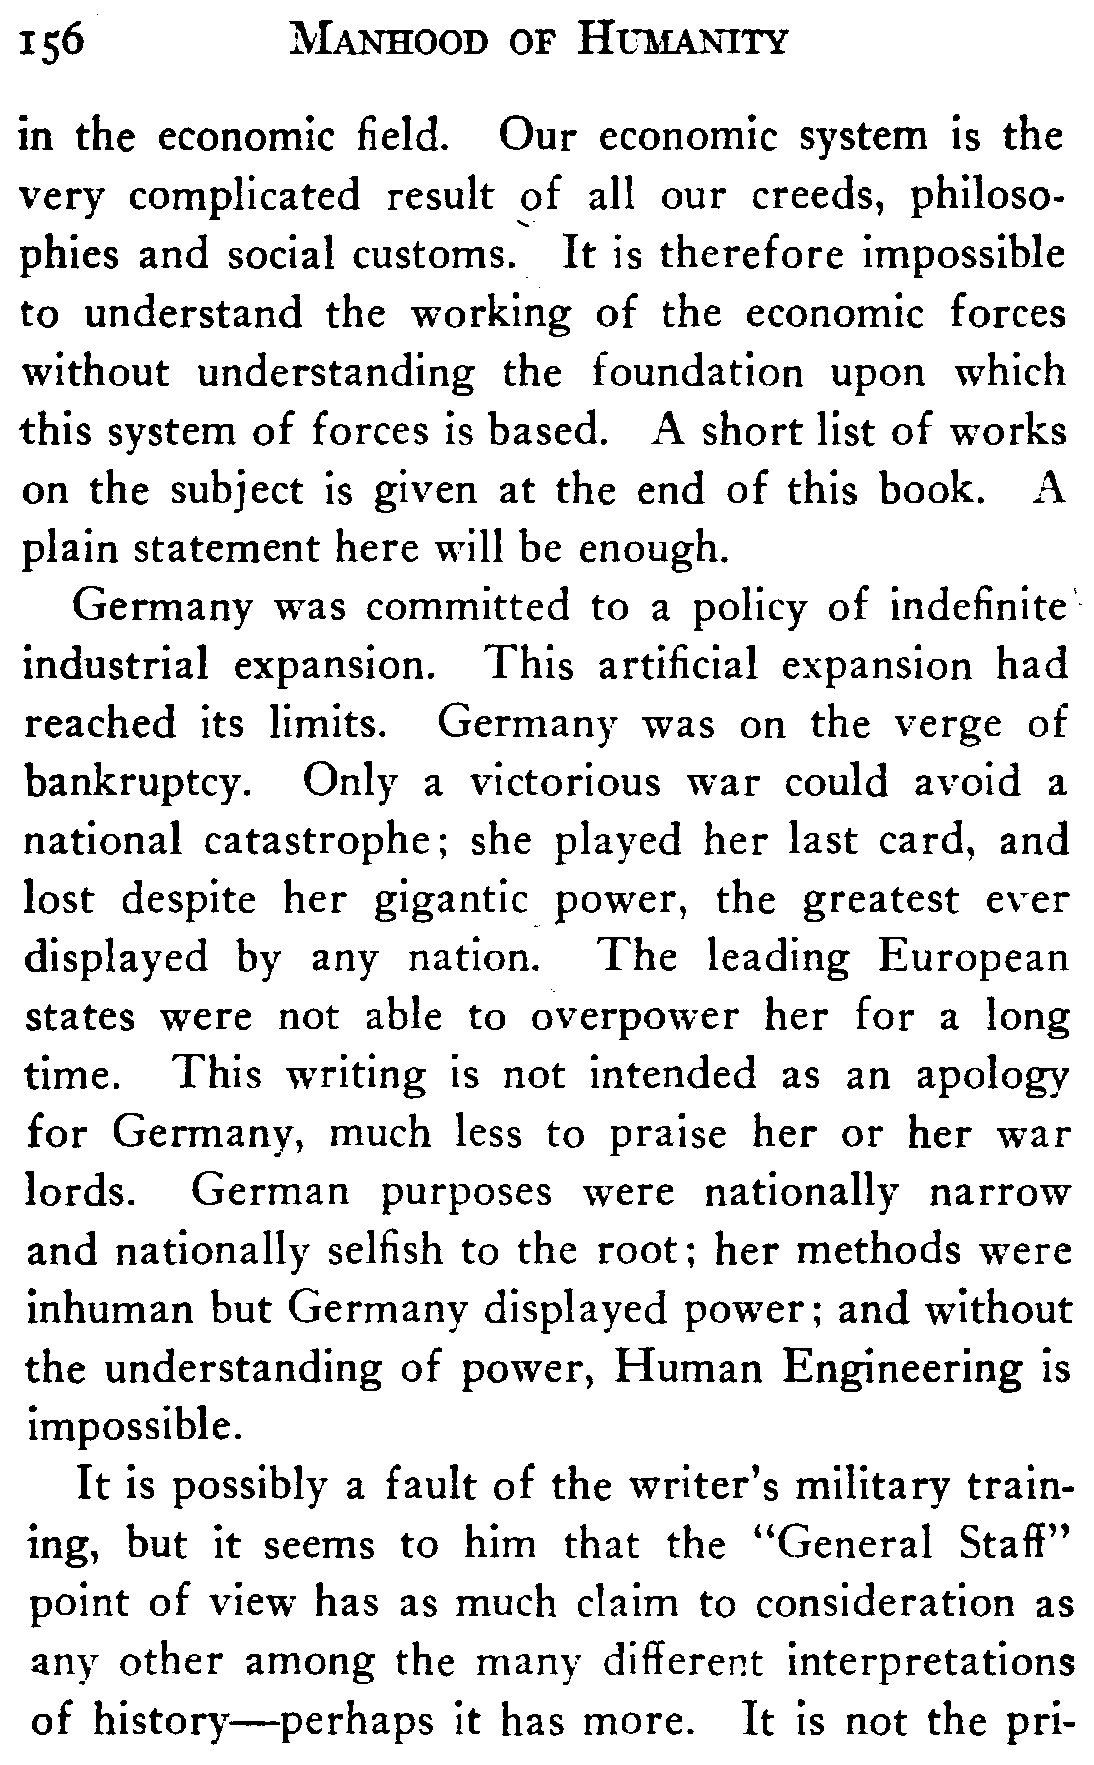 156 Manhood of Humanity
in the economic field. Our economic system is the
very complicated result of all our creeds, philoso-
phies and social customs. It is therefore impossible
to understand the working of the economic forces
without understanding the foundation upon which
this system of forces is based. A short list of works
on the subject is given at the end of this book. A
plain statement here will be enough.
Germany was committed to a policy of indefinite
industrial expansion. This artificial expansion had
reached its limits. Germany was on the verge of
bankruptcy. Only a victorious war could avoid a
national catastrophe; she played her last card, and
lost despite her gigantic power, the greatest ever
displayed by any nation. The leading European
states were not able to overpower her for a long
time. This writing is not intended as an apology
for Germany, much less to praise her or her war
lords. German purposes were nationally narrow
and nationally selfish to the root; her methods were
inhuman but Germany displayed power; and without
the understanding of power, Human Engineering is
impossible.
It is possibly a fault of the writer's military train-
ing, but it seems to him that the "General Staff"
point of view has as much claim to consideration as
any other among the many different interpretations
of history—perhaps it has more. It is not the pri-